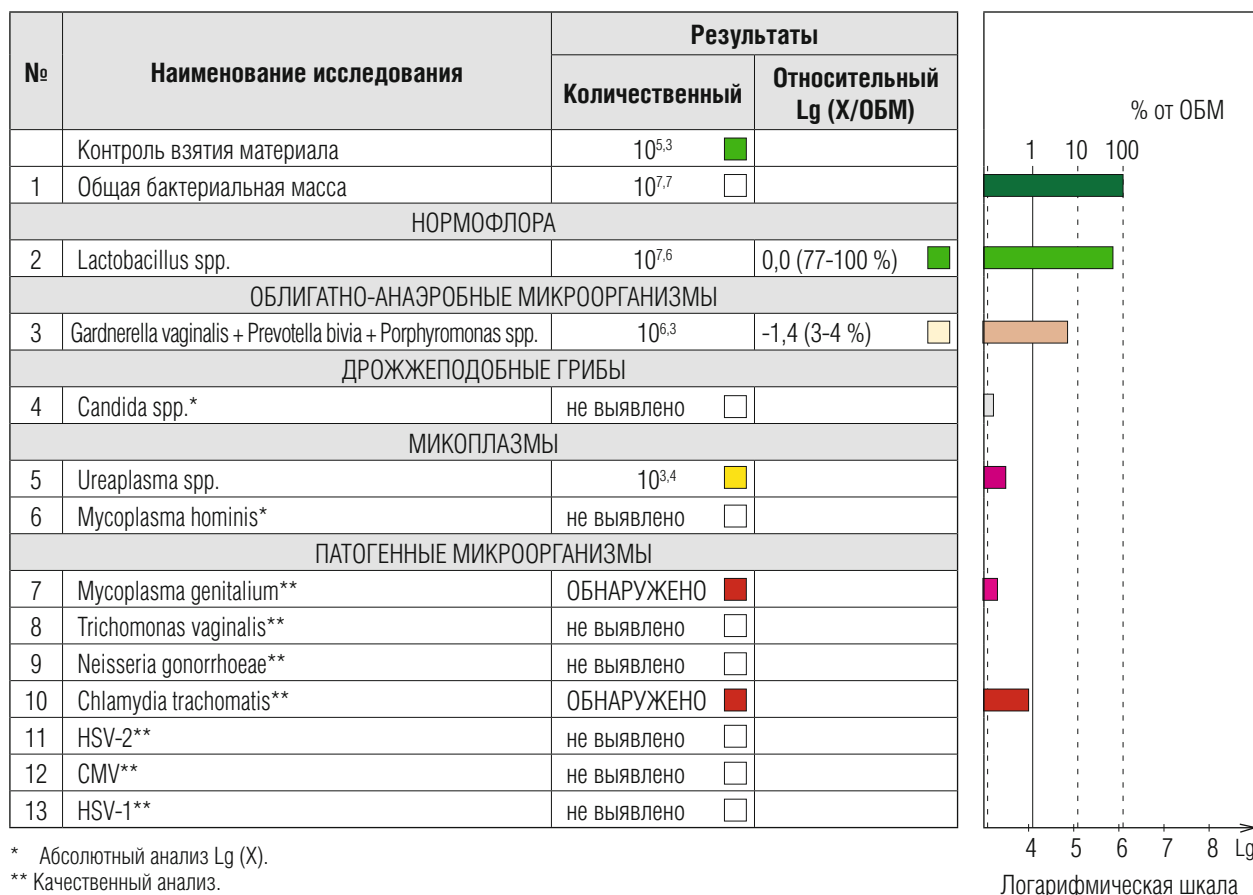 № Наименование исследования Результаты
Количественный Относительный Lg (Х/ОБМ)
Контроль взятия материала 10^5,3
1 Общая бактериальная масса 10^7,7
НОРМОФЛОРА
2 Lactobacillus spp. 10^7,6 0,0 (77-100 %)
ОБЛИГАТНО-АНАЭРОБНЫЕ МИКРООРГАНИЗМЫ
3 Gardnerella vaginalis + Prevotella bivia + Porphyromonas spp. 10^6,3 -1,4 (3-4 %)
ДРОЖЖЕПОДОБНЫЕ ГРИБЫ
4 Candida spp.* не выявлено
МИКОПЛАЗМЫ
5 Ureaplasma spp. 10^3,4
6 Mycoplasma hominis* не выявлено
ПАТОГЕННЫЕ МИКРООРГАНИЗМЫ
7 Mycoplasma genitalium** ОБНАРУЖЕНО
8 Trichomonas vaginalis** не выявлено
9 Neisseria gonorrhoeae** не выявлено
10 Chlamydia trachomatis** ОБНАРУЖЕНО
11 HSV-2** не выявлено
12 CMV** не выявлено
13 HSV-1** не выявлено
* Абсолютный анализ Lg (X).
** Качественный анализ.
% от ОБМ
1 10 100
4 5 6 7 8 Lg
Логарифмическая шкала